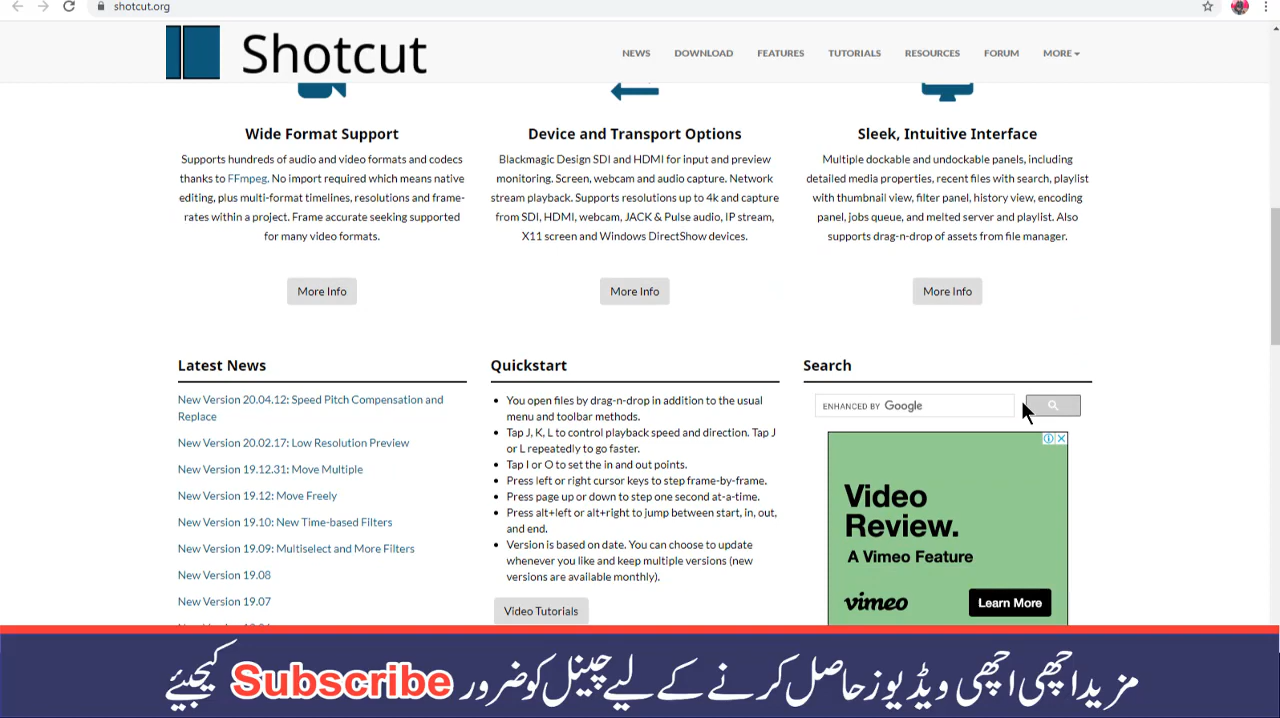 shotcut.org
Shotcut
NEWS DOWNLOAD FEATURES TUTORIALS RESOURCES FORUM MORE
Wide Format Support
Supports hundreds of audio and video formats and codecs
thanks to FFmpeg. No import required which means native
editing, plus multi-format timelines, resolutions and frame-
rates within a project. Frame accurate seeking supported
for many video formats.
More Info
Device and Transport Options
Blackmagic Design SDI and HDMI for input and preview
monitoring. Screen, webcam and audio capture. Network
stream playback. Supports resolutions up to 4k and capture
from SDI, HDMI, webcam, JACK & Pulse audio, IP stream,
X11 screen and Windows DirectShow devices.
More Info
Sleek, Intuitive Interface
Multiple dockable and undockable panels, including
detailed media properties, recent files with search, playlist
with thumbnail view, filter panel, history view, encoding
panel, jobs queue, and melted server and playlist. Also
supports drag-n-drop of assets from file manager.
More Info
Latest News
New Version 20.04.12: Speed Pitch Compensation and
Replace
New Version 20.02.17: Low Resolution Preview
New Version 19.12.31: Move Multiple
New Version 19.12: Move Freely
New Version 19.10: New Time-based Filters
New Version 19.09: Multiselect and More Filters
New Version 19.08
New Version 19.07
Quickstart
• You open files by drag-n-drop in addition to the usual
menu and toolbar methods.
• Tap J, K, L to control playback speed and direction. Tap J
or L repeatedly to go faster.
• Tap I or O to set the in and out points.
• Press left or right cursor keys to step frame-by-frame.
• Press page up or down to step one second at-a-time.
• Press alt+left or alt+right to jump between start, in, out,
and end.
• Version is based on date. You can choose to update
whenever you like and keep multiple versions (new
versions are available monthly).
Video Tutorials
Search
ENHANCED BY Google
Video
Review.
A Vimeo Feature
vimeo
Learn More
مزید اچھی اچھی ویڈیوز حاصل کرنے کے لیے چینل کو ضرور Subscribe کیجیئے